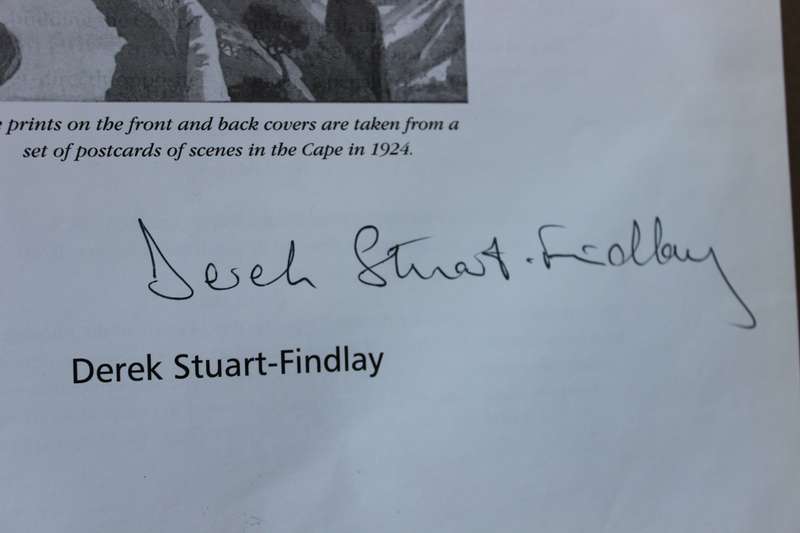 prints on the front and back covers are taken from a
set of postcards of scenes in the Cape in 1924.
Derek Stuart-Findlay
Derek Stuart-Findlay